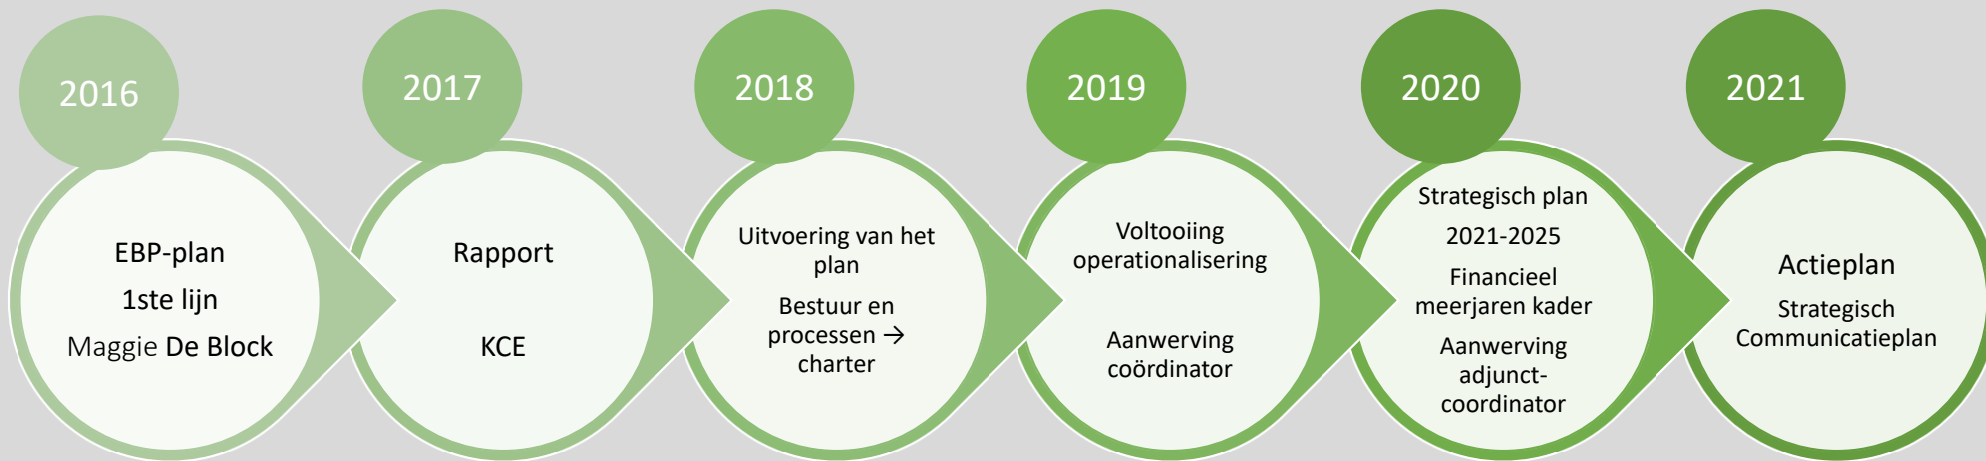 2016
EBP-plan
1ste lijn
Maggie De Block
2017
Rapport
KCE
2018
Uitvoering van het
plan
Bestuur en
processen →
charter
2019
Voltooiing
operationalisering
Aanwerving
coördinator
2020
Strategisch plan
2021-2025
Financieel
meerjaren kader
Aanwerving
adjunct-
coordinator
2021
Actieplan
Strategisch
Communicatieplan